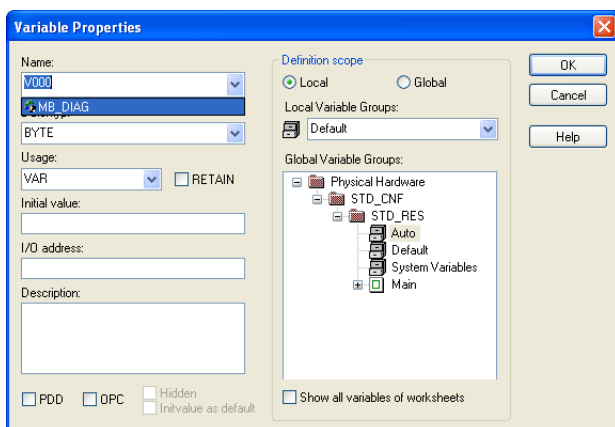 Variable Properties
Name:
V000
MB_DIAG
BYTE
Usage:
VAR
RETAIN
Initial value:
I/O address:
Description:
PDD
OPC
Hidden
Initvalue as default
Definition scope
Local
Global
Local Variable Groups:
Default
Global Variable Groups:
Physical Hardware
STD_CNF
STD_RES
Auto
Default
System Variables
Main
Show all variables of worksheets
OK
Cancel
Help